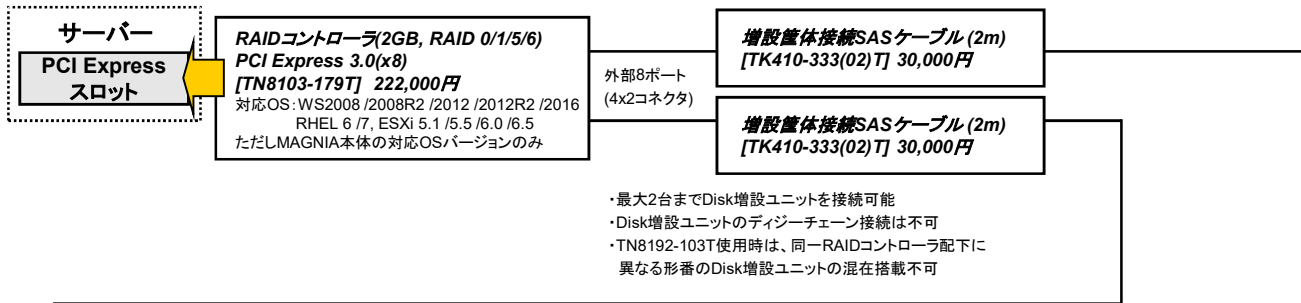 サーバー
PCI Express
スロット
RAIDコントローラ(2GB, RAID 0/1/5/6)
PCI Express 3.0(x8)
[TN8103-179T] 222,000円
対応OS：WS2008 /2008R2 /2012 /2012R2 /2016
RHEL 6 /7, ESXi 5.1 /5.5 /6.0 /6.5
ただしMAGNIA本体の対応OSバージョンのみ
外部8ポート
(4x2コネクタ)
増設筐体接続SASケーブル (2m)
[TK410-333(02)T] 30,000円
増設筐体接続SASケーブル (2m)
[TK410-333(02)T] 30,000円
・最大2台までDisk増設ユニットを接続可能
・Disk増設ユニットのディジーチェーン接続は不可
・TN8192-103T使用時は、同一RAIDコントローラ配下に
異なる形番のDisk増設ユニットの混在搭載不可